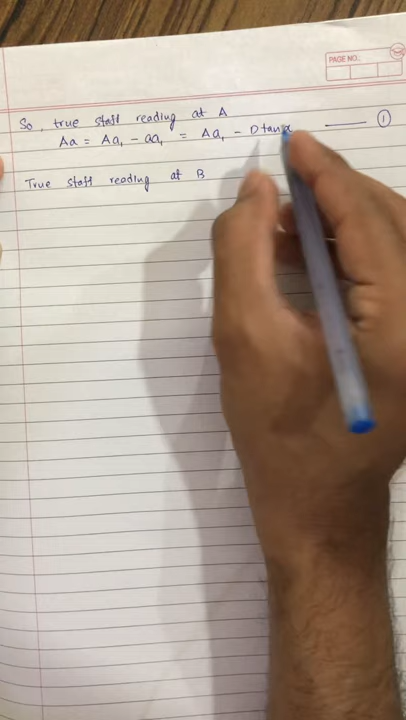 PAGE NO.:
So, true staff reading at A
Aa = Aa₁ - aa₁ = Aa₁ - D tan α —— ①
True staff reading at B